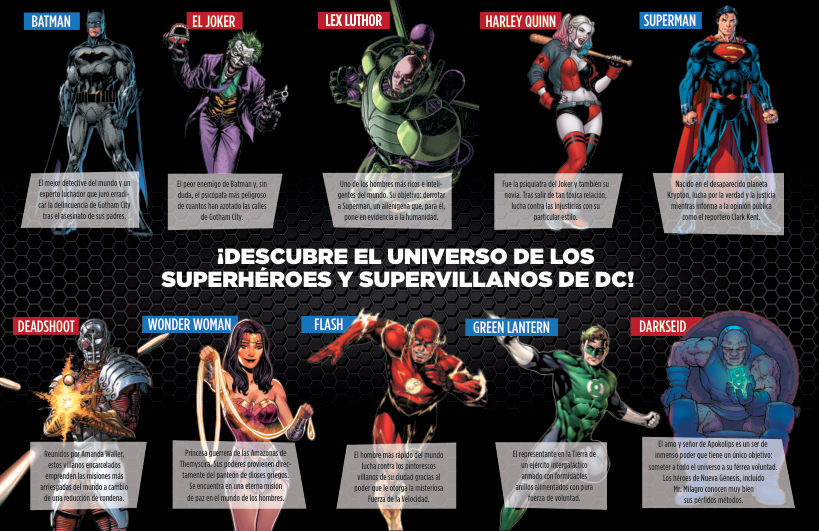 BATMAN
EL JOKER
LEX LUTHOR
HARLEY QUINN
SUPERMAN
El mejor detective del mundo y un
experto luchador que juró erradi-
car la delincuencia de Gotham City
tras el asesinato de sus padres.
El peor enemigo de Batman y, sin
duda, el psicópata más peligroso
de cuantos han azotado las calles
de Gotham City.
Uno de los hombres más ricos e inteli-
gentes del mundo. Su objetivo: derrotar
a Superman, un alienígena que, para él,
pone en evidencia a la humanidad.
Fue la psiquiatra del Joker y también su
novia. Tras salir de tan tóxica relación,
lucha contra las injusticias con su
particular estilo.
Nacido en el desaparecido planeta
Krypton, lucha por la verdad y la justicia
mientras informa a la opinión pública
como el reportero Clark Kent.
¡DESCUBRE EL UNIVERSO DE LOS
SUPERHÉROES Y SUPERVILLANOS DE DC!
DEADSHOOT
WONDER WOMAN
FLASH
GREEN LANTERN
DARKSEID
Reunidos por Amanda Waller,
estos villanos encarcelados
emprenden las misiones más
arriesgadas del mundo a cambio
de una reducción de condena.
Princesa guerrera de las Amazonas de
Themyscira. Sus poderes provienen direc-
tamente del panteón de dioses griegos.
Se encuentra en una eterna misión
de paz en el mundo de los hombres.
El hombre más rápido del mundo
lucha contra los pintorescos
villanos de su ciudad gracias al
poder que le otorga la misteriosa
Fuerza de la Velocidad.
El representante en la Tierra de
un ejército intergaláctico
armado con formidables
anillos alimentados con pura
fuerza de voluntad.
El amo y señor de Apokolips es un ser de
inmenso poder que tiene un único objetivo:
someter a todo el universo a su férrea voluntad.
Los héroes de Nueva Génesis, incluido
Mr. Milagro conocen muy bien
sus pérfidos métodos.